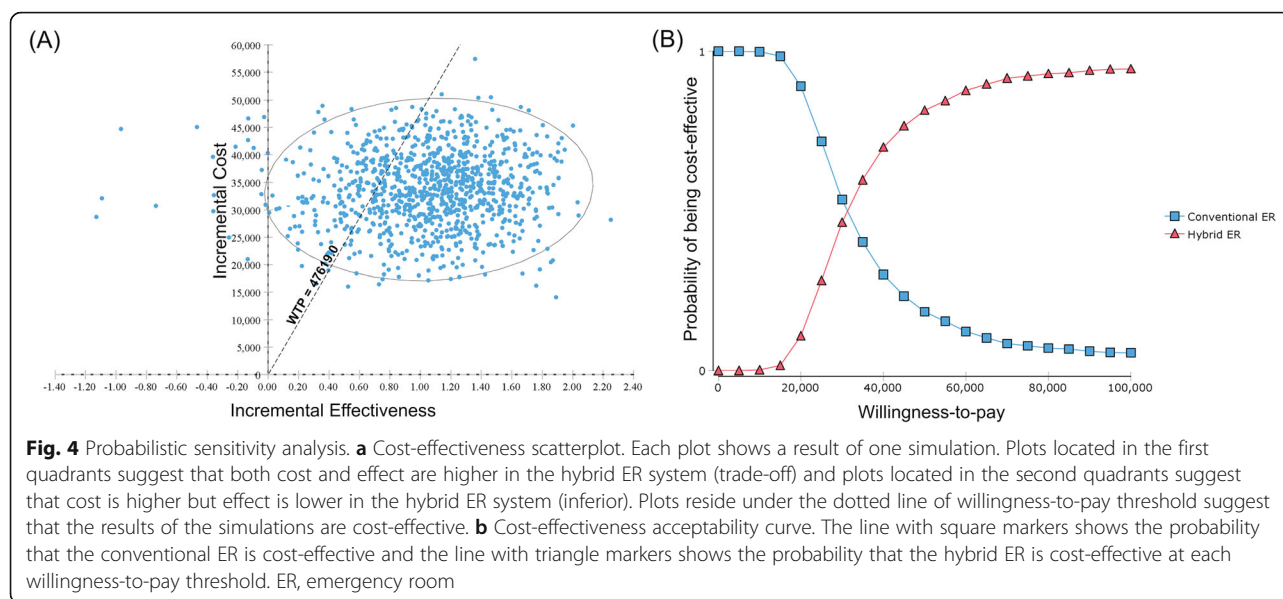 (A)
60,000
55,000
50,000
45,000
40,000
35,000
30,000
25,000
20,000
15,000
10,000
5,000
0
Incremental Cost
WTP = 47619.0
-1.40 -1.20 -1.00 -0.80 -0.60 -0.40 -0.20 0.00 0.20 0.40 0.60 0.80 1.00 1.20 1.40 1.60 1.80 2.00 2.20 2.40
Incremental Effectiveness
(B)
1
0
Probability of being cost-effective
0 20,000 40,000 60,000 80,000 100,000
Willingness-to-pay
Conventional ER
Hybrid ER
Fig. 4 Probabilistic sensitivity analysis. a Cost-effectiveness scatterplot. Each plot shows a result of one simulation. Plots located in the first
quadrants suggest that both cost and effect are higher in the hybrid ER system (trade-off) and plots located in the second quadrants suggest
that cost is higher but effect is lower in the hybrid ER system (inferior). Plots reside under the dotted line of willingness-to-pay threshold suggest
that the results of the simulations are cost-effective. b Cost-effectiveness acceptability curve. The line with square markers shows the probability
that the conventional ER is cost-effective and the line with triangle markers shows the probability that the hybrid ER is cost-effective at each
willingness-to-pay threshold. ER, emergency room